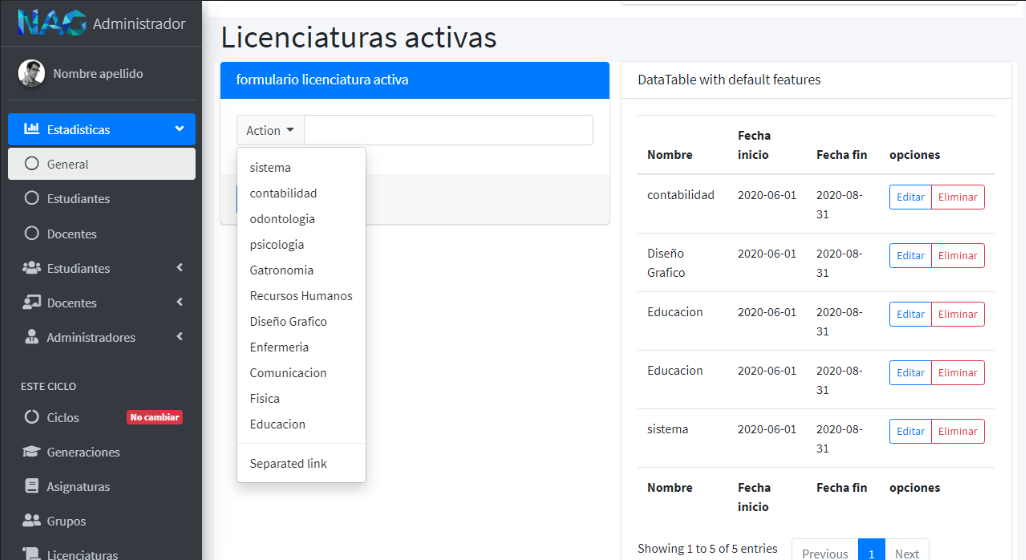 NAG Administrador
Nombre apellido
Estadisticas
General
Estudiantes
Docentes
Estudiantes
Docentes
Administradores
ESTE CICLO
Ciclos No cambiar
Generaciones
Asignaturas
Grupos
Licenciaturas
Licenciaturas activas
formulario licenciatura activa
Action
sistema
contabilidad
odontologia
psicologia
Gatronomia
Recursos Humanos
Diseño Grafico
Enfermeria
Comunicacion
Fisica
Educacion
Separated link
DataTable with default features
Nombre Fecha inicio Fecha fin opciones
contabilidad 2020-06-01 2020-08-31 Editar Eliminar
Diseño Grafico 2020-06-01 2020-08-31 Editar Eliminar
Educacion 2020-06-01 2020-08-31 Editar Eliminar
Educacion 2020-06-01 2020-08-31 Editar Eliminar
sistema 2020-06-01 2020-08-31 Editar Eliminar
Nombre Fecha inicio Fecha fin opciones
Showing 1 to 5 of 5 entries Previous 1 Next